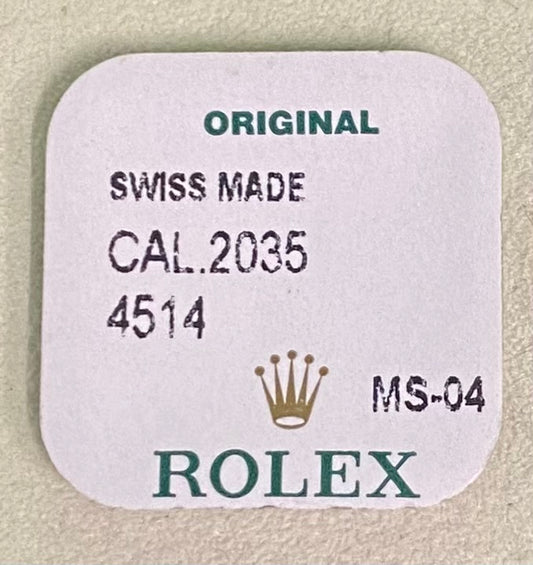 ORIGINAL
SWISS MADE
CAL.2035
4514
MS-04
ROLEX